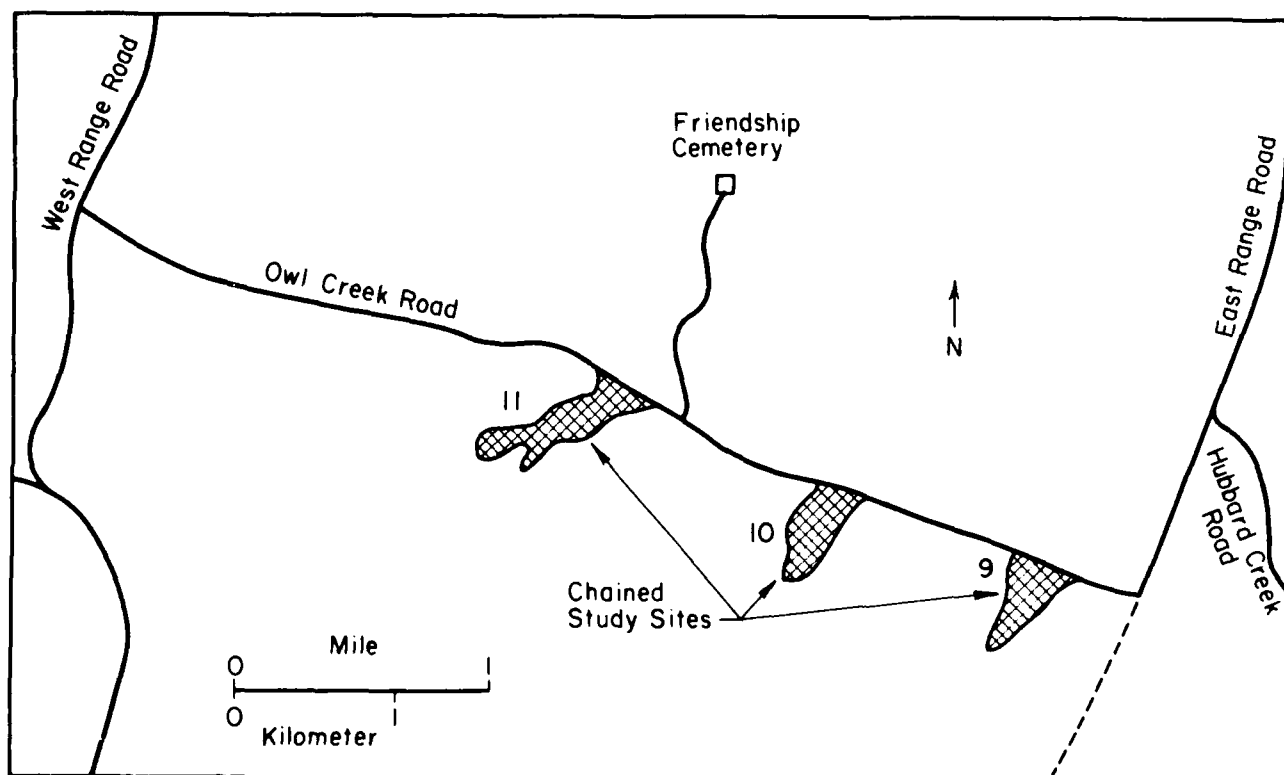 West Range Road
Friendship
Cemetery
East Range Road
Owl Creek Road
N
11
Hubbard Creek
Road
10
9
Chained
Study Sites
Mile
0 1
0 1
Kilometer